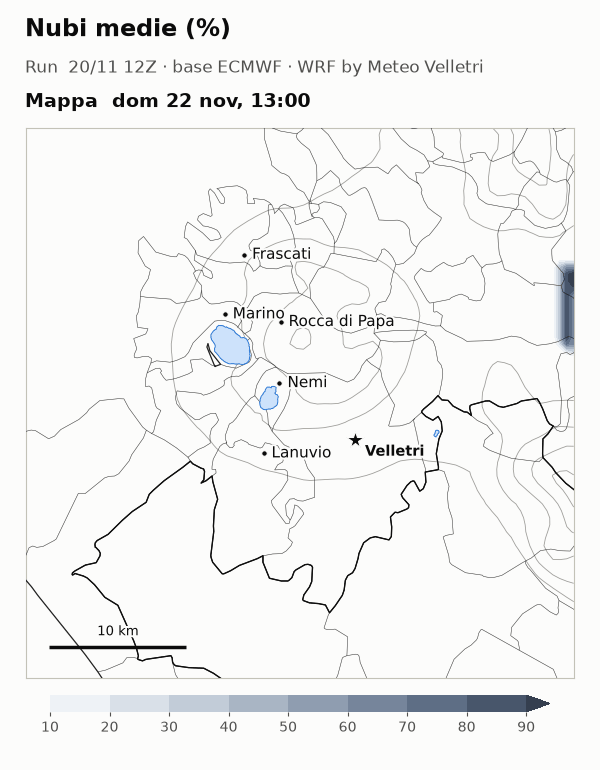 Nubi medie (%)
Run  20/11 12Z · base ECMWF · WRF by Meteo Velletri
Mappa  dom 22 nov, 13:00
Frascati
Marino
Rocca di Papa
Nemi
Velletri
Lanuvio
10 km
10 20 30 40 50 60 70 80 90